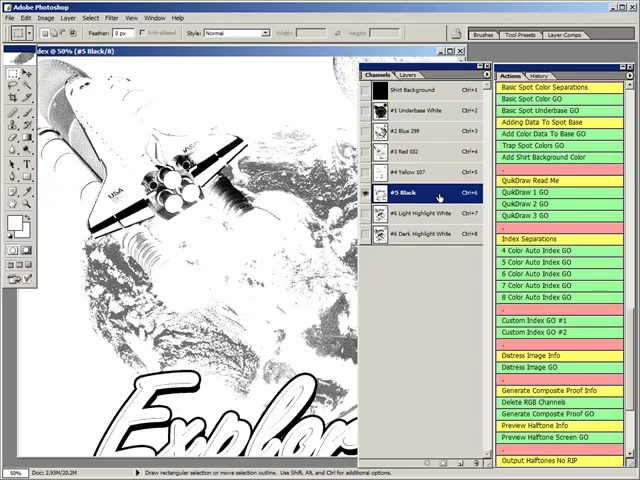 Adobe Photoshop
File Edit Image Layer Select Filter View Window Help
Feather: 0 px Anti-aliased Style: Normal Width: Height: Brushes Tool Presets Layer Comps
dex @ 50% (#5 Black/8)
Channels Layers
Shirt Background Ctrl+1
#1 Underbase White Ctrl+2
#2 Blue 299 Ctrl+3
#3 Red 032 Ctrl+4
#4 Yellow 107 Ctrl+5
#5 Black Ctrl+6
#6 Light Highlight White Ctrl+7
#6 Dark Highlight White Ctrl+8
Actions History
Basic Spot Color Separations
Basic Spot Color GO
Basic Spot Underbase GO
Adding Data To Spot Base
Add Color Data To Base GO
Trap Spot Colors GO
Add Shirt Background Color
.
QuikDraw Read Me
QuikDraw 1 GO
QuikDraw 2 GO
QuikDraw 3 GO
.
Index Separations
4 Color Auto Index GO
5 Color Auto Index GO
6 Color Auto Index GO
7 Color Auto Index GO
8 Color Auto Index GO
.
Custom Index GO #1
Custom Index GO #2
.
Distress Image Info
Distress Image GO
.
Generate Composite Proof Info
Delete RGB Channels
Generate Composite Proof GO
Preview Halftone Info
Preview Halftone Screen GO
.
Output Halftones No RIP
USA
USA
Explor
50% Doc: 2.93M/20.2M Draw rectangular selection or move selection outline. Use Shift, Alt, and Ctrl for additional options.